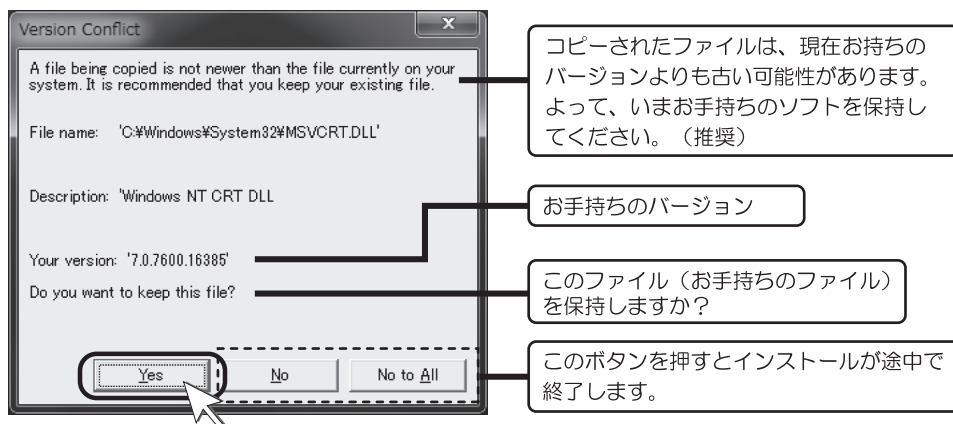 Version Conflict
x
A file being copied is not newer than the file currently on your
system. It is recommended that you keep your existing file.
File name: 'C:¥Windows¥System32¥MSVCRT.DLL'
Description: 'Windows NT CRT DLL
Your version: '7.0.7600.16385'
Do you want to keep this file?
Yes
No
No to All
コピーされたファイルは、現在お持ちの
バージョンよりも古い可能性があります。
よって、いまお手持ちのソフトを保持し
てください。（推奨）
お手持ちのバージョン
このファイル（お手持ちのファイル）
を保持しますか？
このボタンを押すとインストールが途中で
終了します。